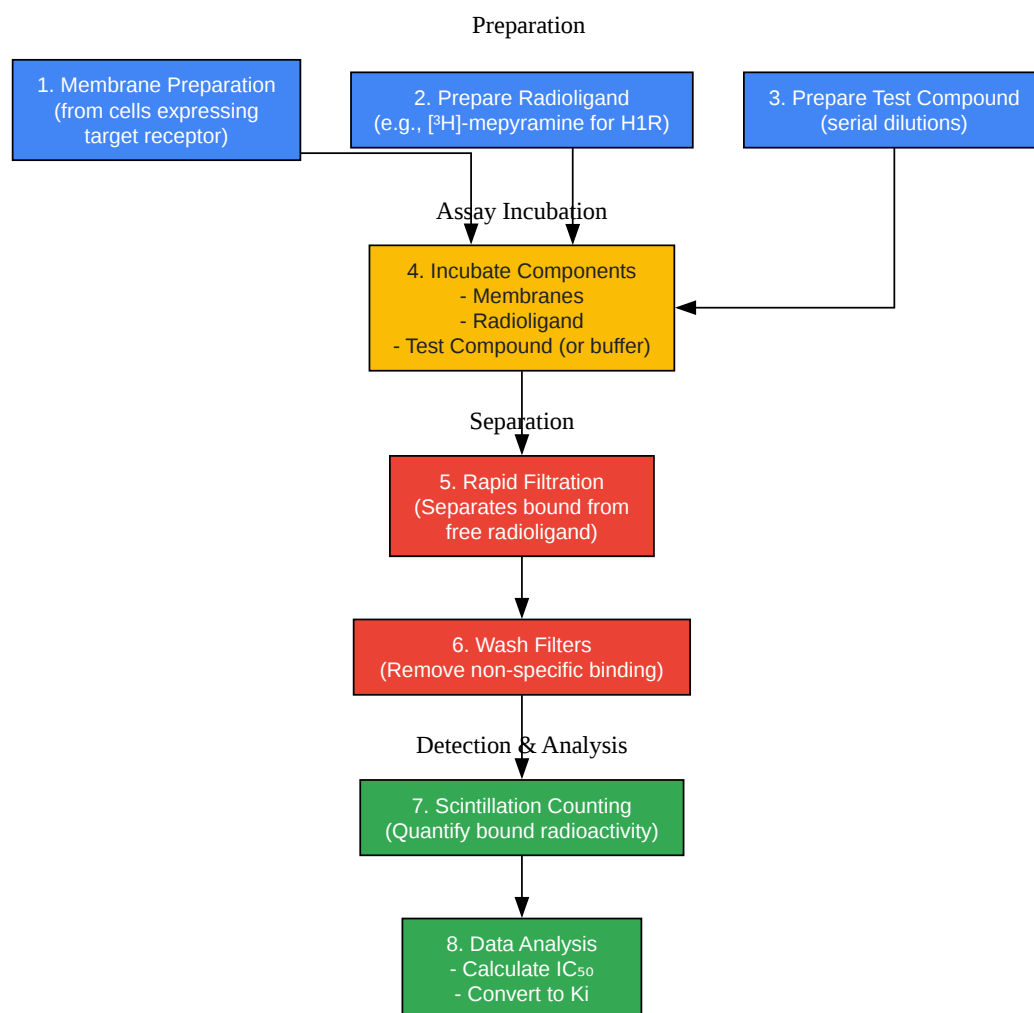 Preparation
1. Membrane Preparation
(from cells expressing
target receptor)
2. Prepare Radioligand
(e.g., [³H]-mepyramine for H1R)
3. Prepare Test Compound
(serial dilutions)
Assay Incubation
4. Incubate Components
- Membranes
- Radioligand
- Test Compound (or buffer)
Separation
5. Rapid Filtration
(Separates bound from
free radioligand)
6. Wash Filters
(Remove non-specific binding)
Detection & Analysis
7. Scintillation Counting
(Quantify bound radioactivity)
8. Data Analysis
- Calculate IC₅₀
- Convert to Ki